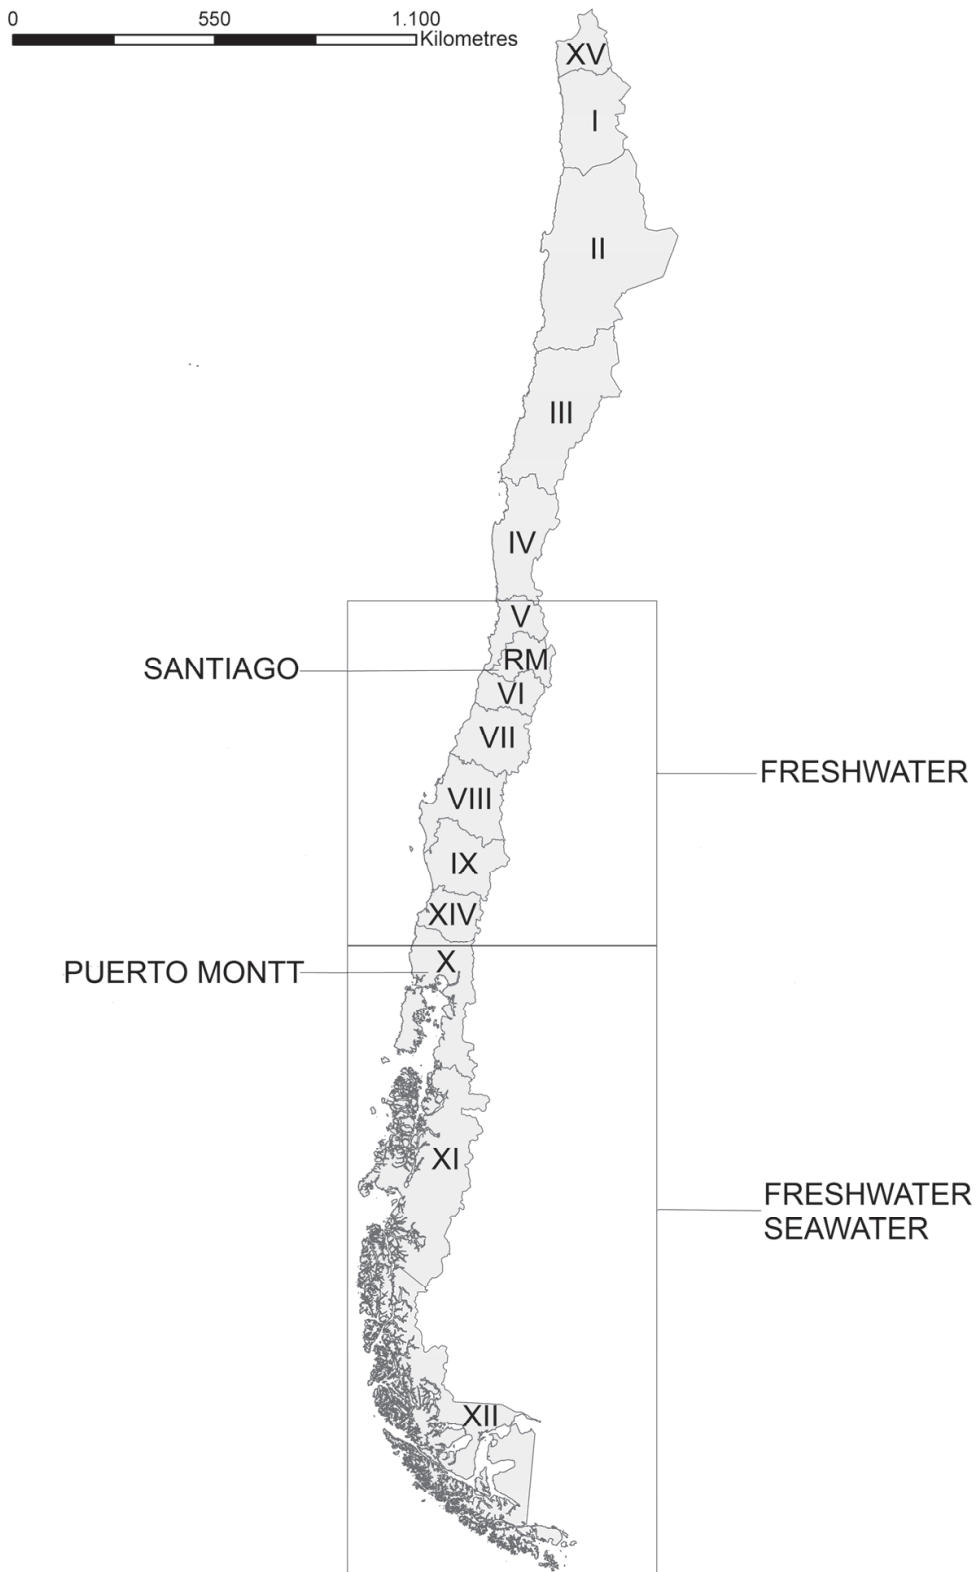 0 550 1.100
Kilometres
XV
I
II
III
IV
V
SANTIAGO
RM
VI
VII
FRESHWATER
VIII
IX
XIV
PUERTO MONTT
X
XI
FRESHWATER
SEAWATER
XII